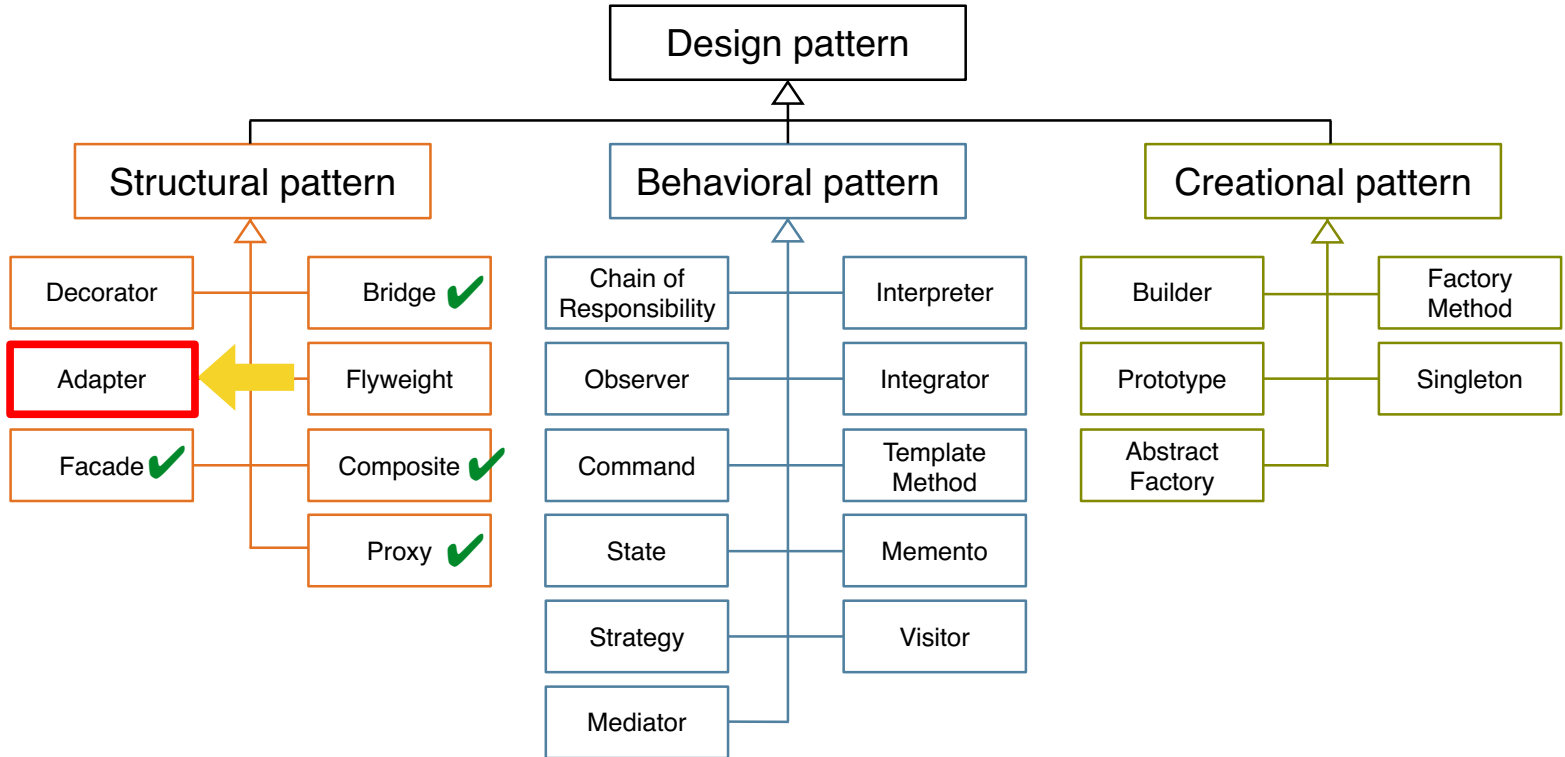 Design pattern
Structural pattern
Behavioral pattern
Creational pattern
Decorator
Bridge
Adapter
Flyweight
Facade
Composite
Proxy
Chain of
Responsibility
Interpreter
Observer
Integrator
Command
Template
Method
State
Memento
Strategy
Visitor
Mediator
Builder
Factory
Method
Prototype
Singleton
Abstract
Factory